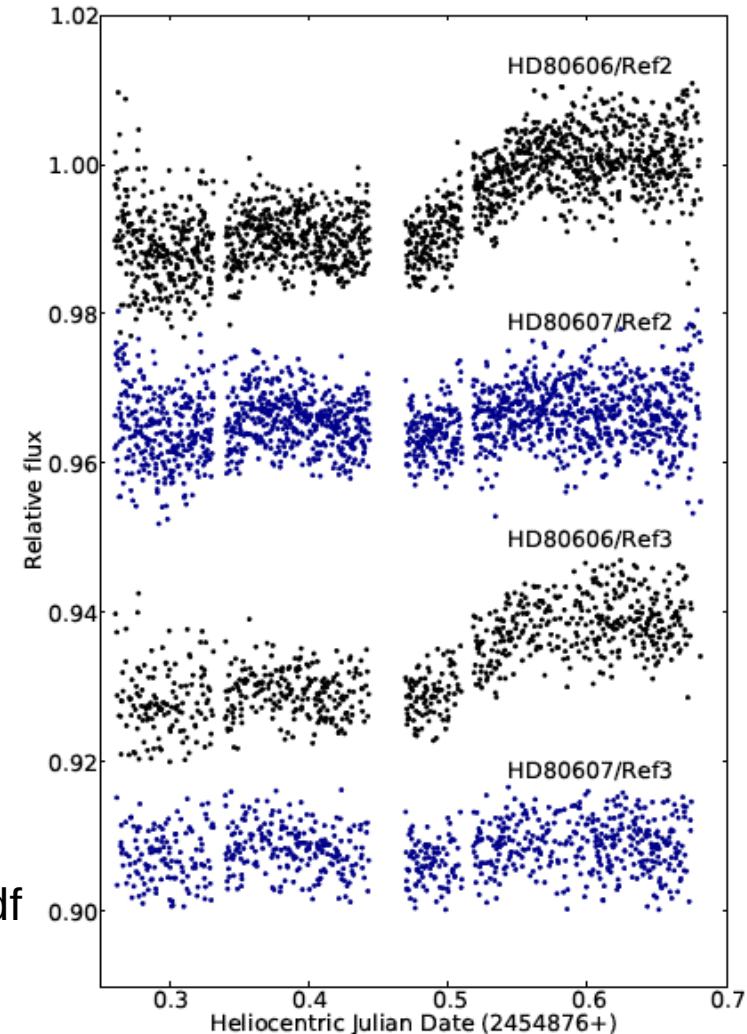 1.02
HD80606/Ref2
1.00
0.98
HD80607/Ref2
0.96
Relative flux
HD80606/Ref3
0.94
0.92
HD80607/Ref3
df
0.90
0.3 0.4 0.5 0.6 0.7
Heliocentric Julian Date (2454876+)